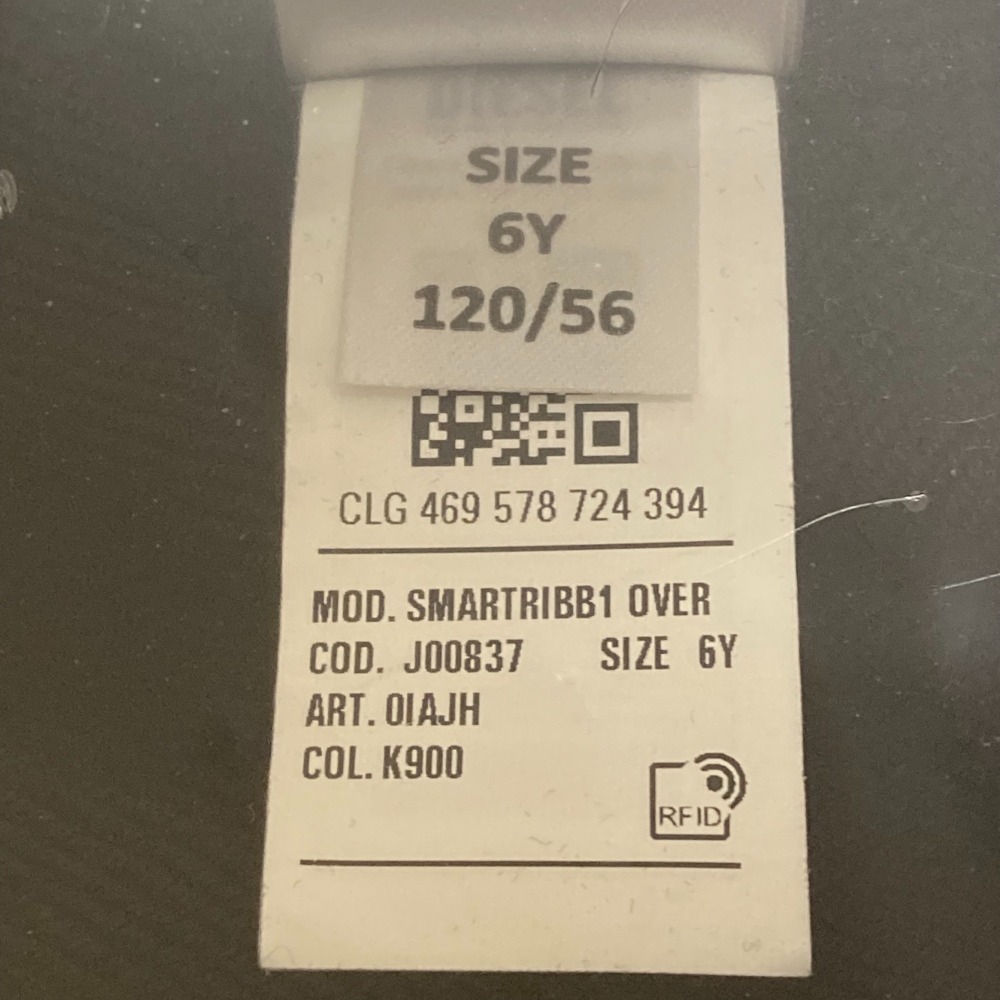 DIESEL
SIZE
6Y
120/56
CLG 469 578 724 394
MOD. SMARTRIBB1 OVER
COD. J00837 SIZE 6Y
ART. 0IAJH
COL. K900
RFID